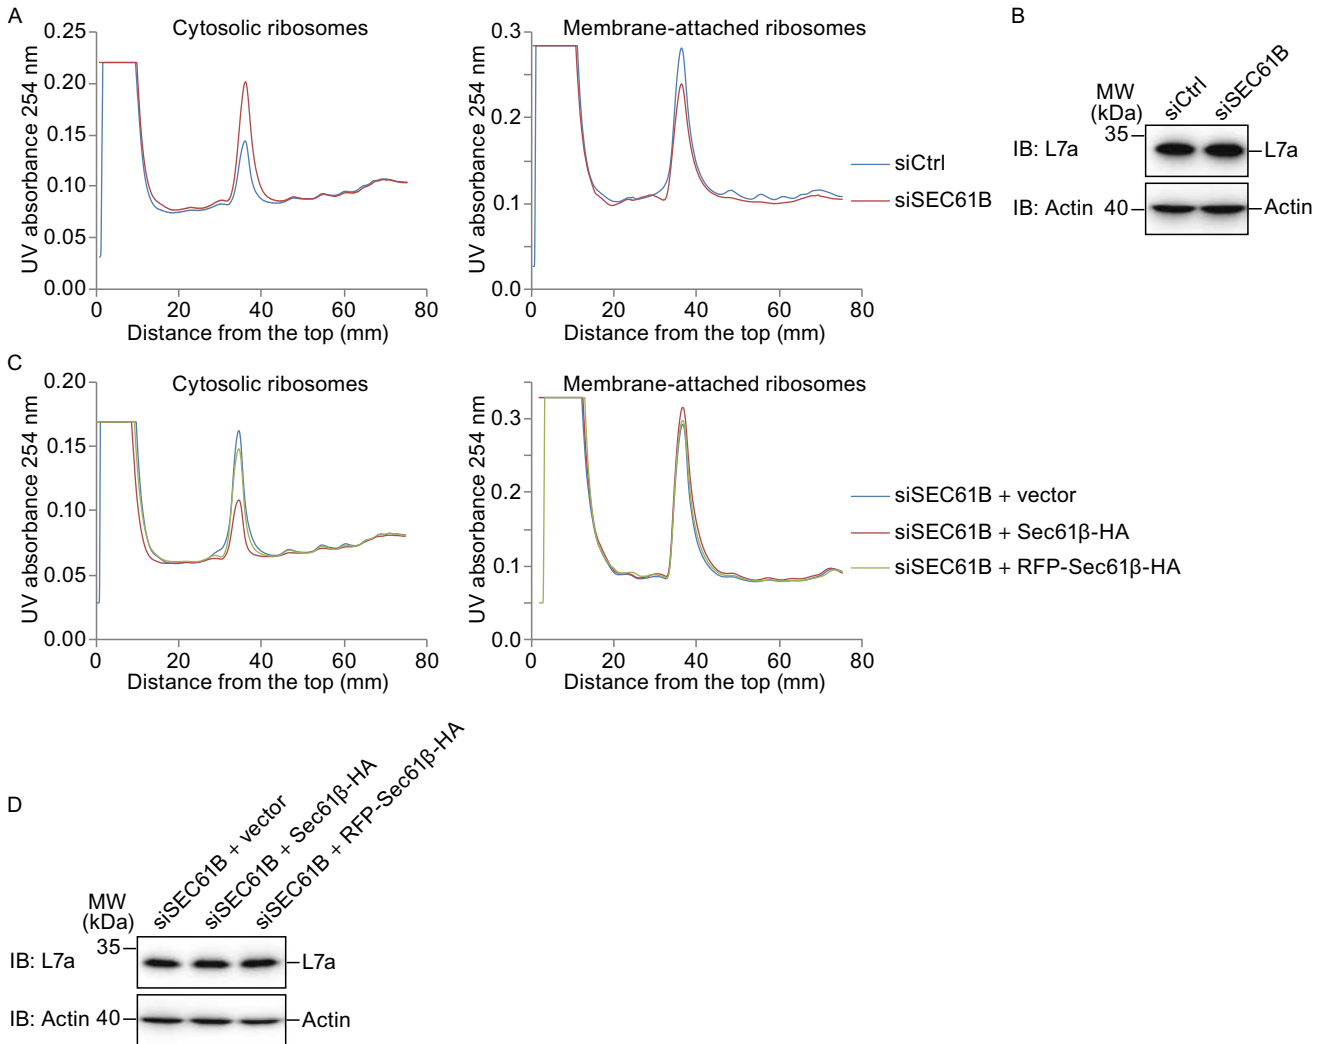 A
Cytosolic ribosomes
UV absorbance 254 nm
0.25
0.20
0.15
0.10
0.05
0.00
0 20 40 60 80
Distance from the top (mm)
Membrane-attached ribosomes
UV absorbance 254 nm
0.3
0.2
0.1
0.0
0 20 40 60 80
Distance from the top (mm)
siCtrl
siSEC61B
B
MW
(kDa)
siCtrl
siSEC61B
35
IB: L7a
L7a
IB: Actin
40
Actin
C
Cytosolic ribosomes
UV absorbance 254 nm
0.20
0.15
0.10
0.05
0.00
0 20 40 60 80
Distance from the top (mm)
Membrane-attached ribosomes
UV absorbance 254 nm
0.3
0.2
0.1
0.0
0 20 40 60 80
Distance from the top (mm)
siSEC61B + vector
siSEC61B + Sec61β-HA
siSEC61B + RFP-Sec61β-HA
D
MW
(kDa)
siSEC61B + vector
siSEC61B + Sec61β-HA
siSEC61B + RFP-Sec61β-HA
35
IB: L7a
L7a
IB: Actin
40
Actin